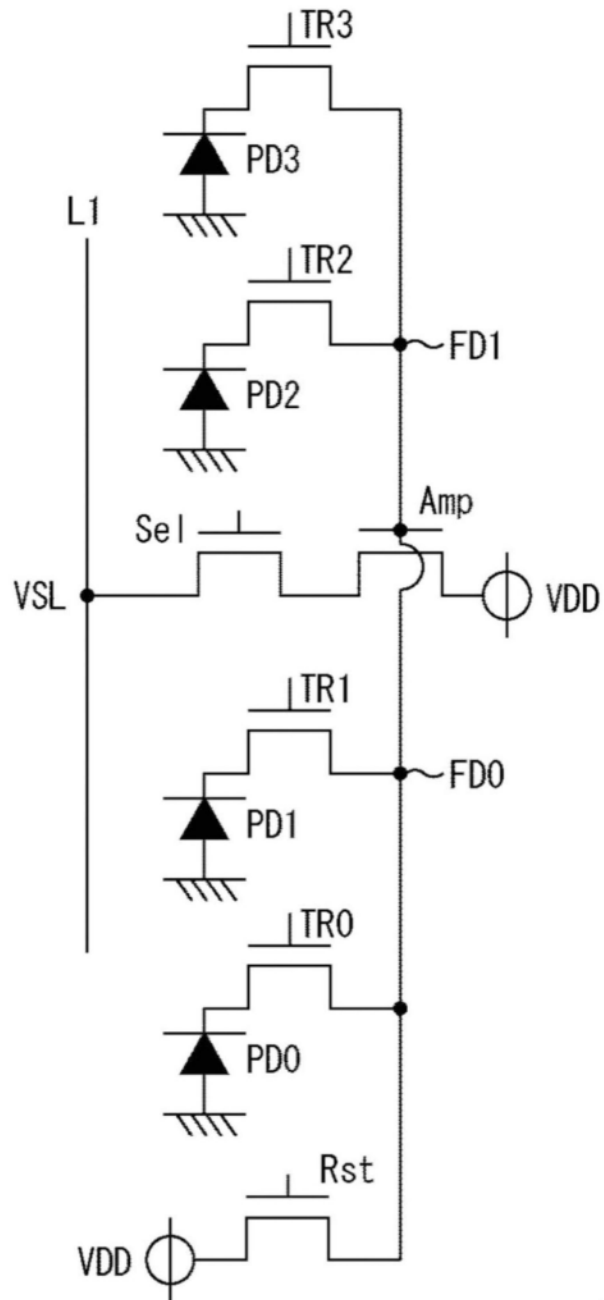 TR3
PD3
L1
TR2
FD1
PD2
Amp
Sel
VSL
VDD
TR1
FD0
PD1
TR0
PD0
Rst
VDD